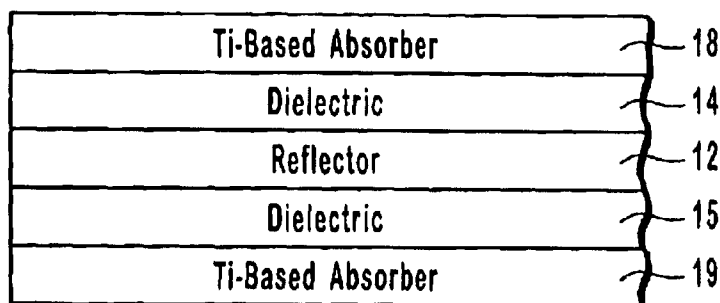 Ti-Based Absorber 18
Dielectric 14
Reflector 12
Dielectric 15
Ti-Based Absorber 19